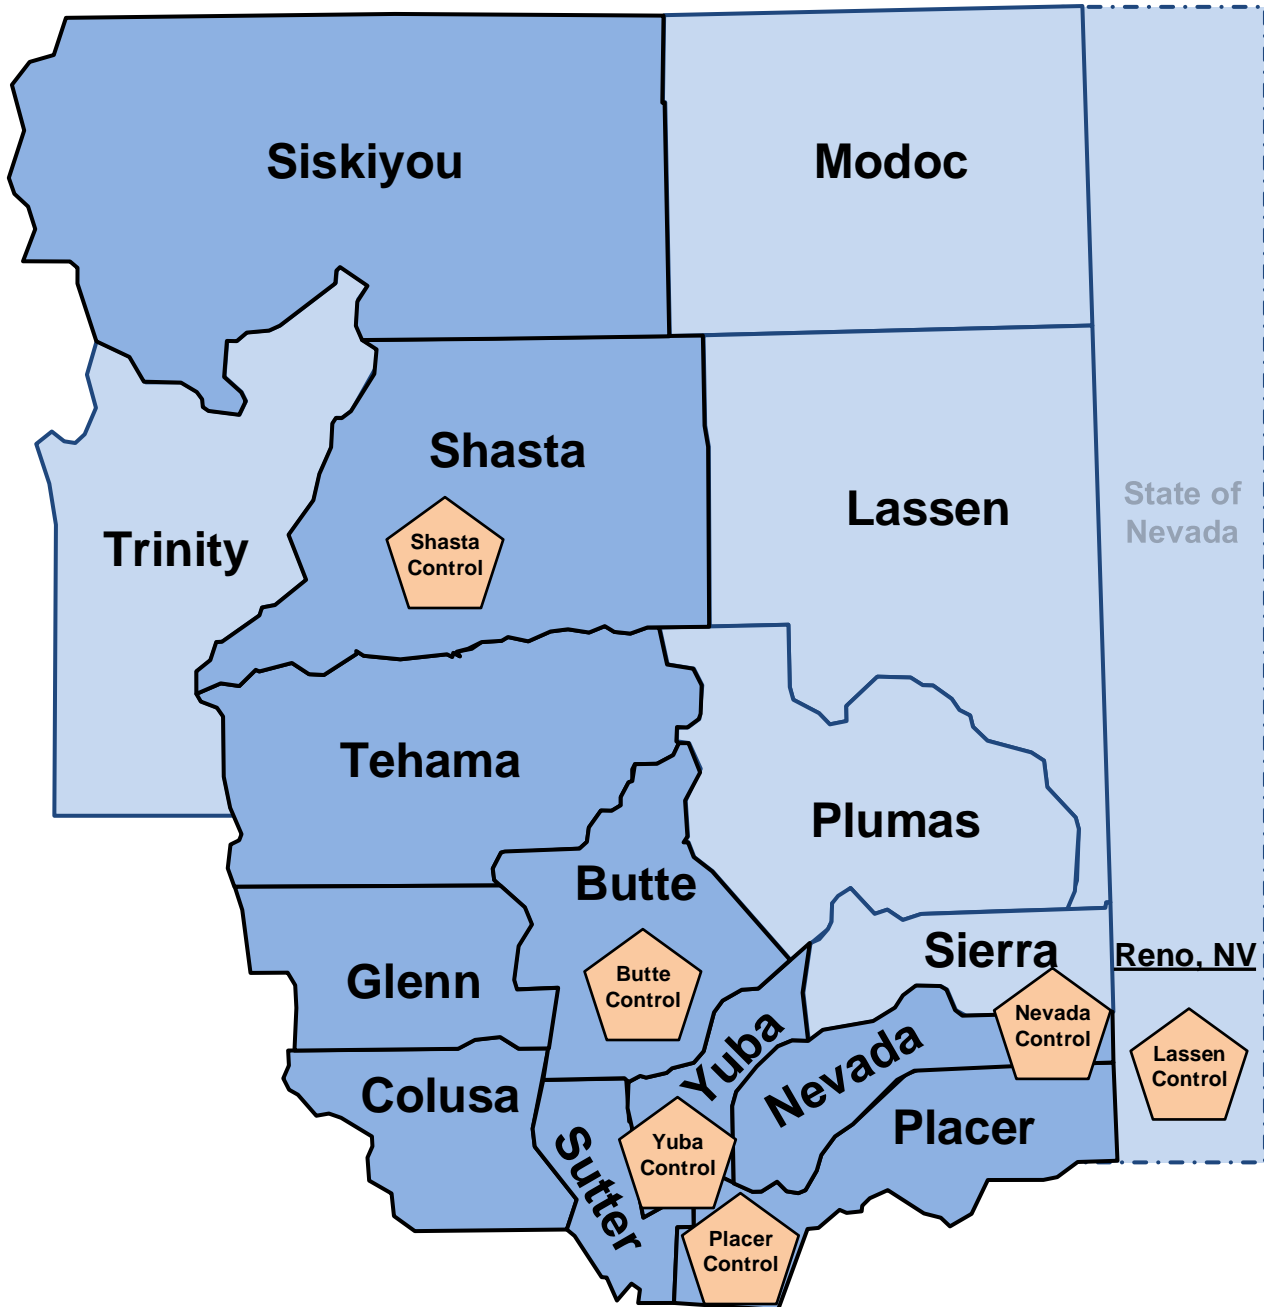 Siskiyou
Modoc
Shasta
Lassen
State of
Nevada
Trinity
Shasta
Control
Tehama
Plumas
Butte
Sierra
Reno, NV
Glenn
Butte
Control
Nevada
Control
Lassen
Control
Yuba
Nevada
Colusa
Placer
Sutter
Yuba
Control
Placer
Control